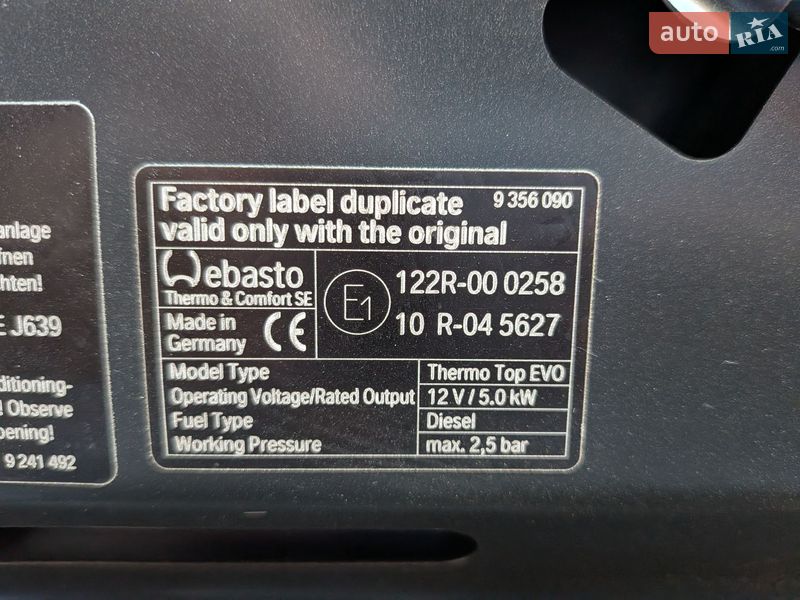 auto RIA .com
anlage
hten!
E J639
ditioning-
! Observe
pening!
9 241 492
Factory label duplicate 9 356 090
valid only with the original
Webasto
Thermo & Comfort SE
Made in
Germany
CE
E1
122R-00 0258
10 R-04 5627
Model Type Thermo Top EVO
Operating Voltage/Rated Output 12 V / 5.0 kW
Fuel Type Diesel
Working Pressure max. 2,5 bar